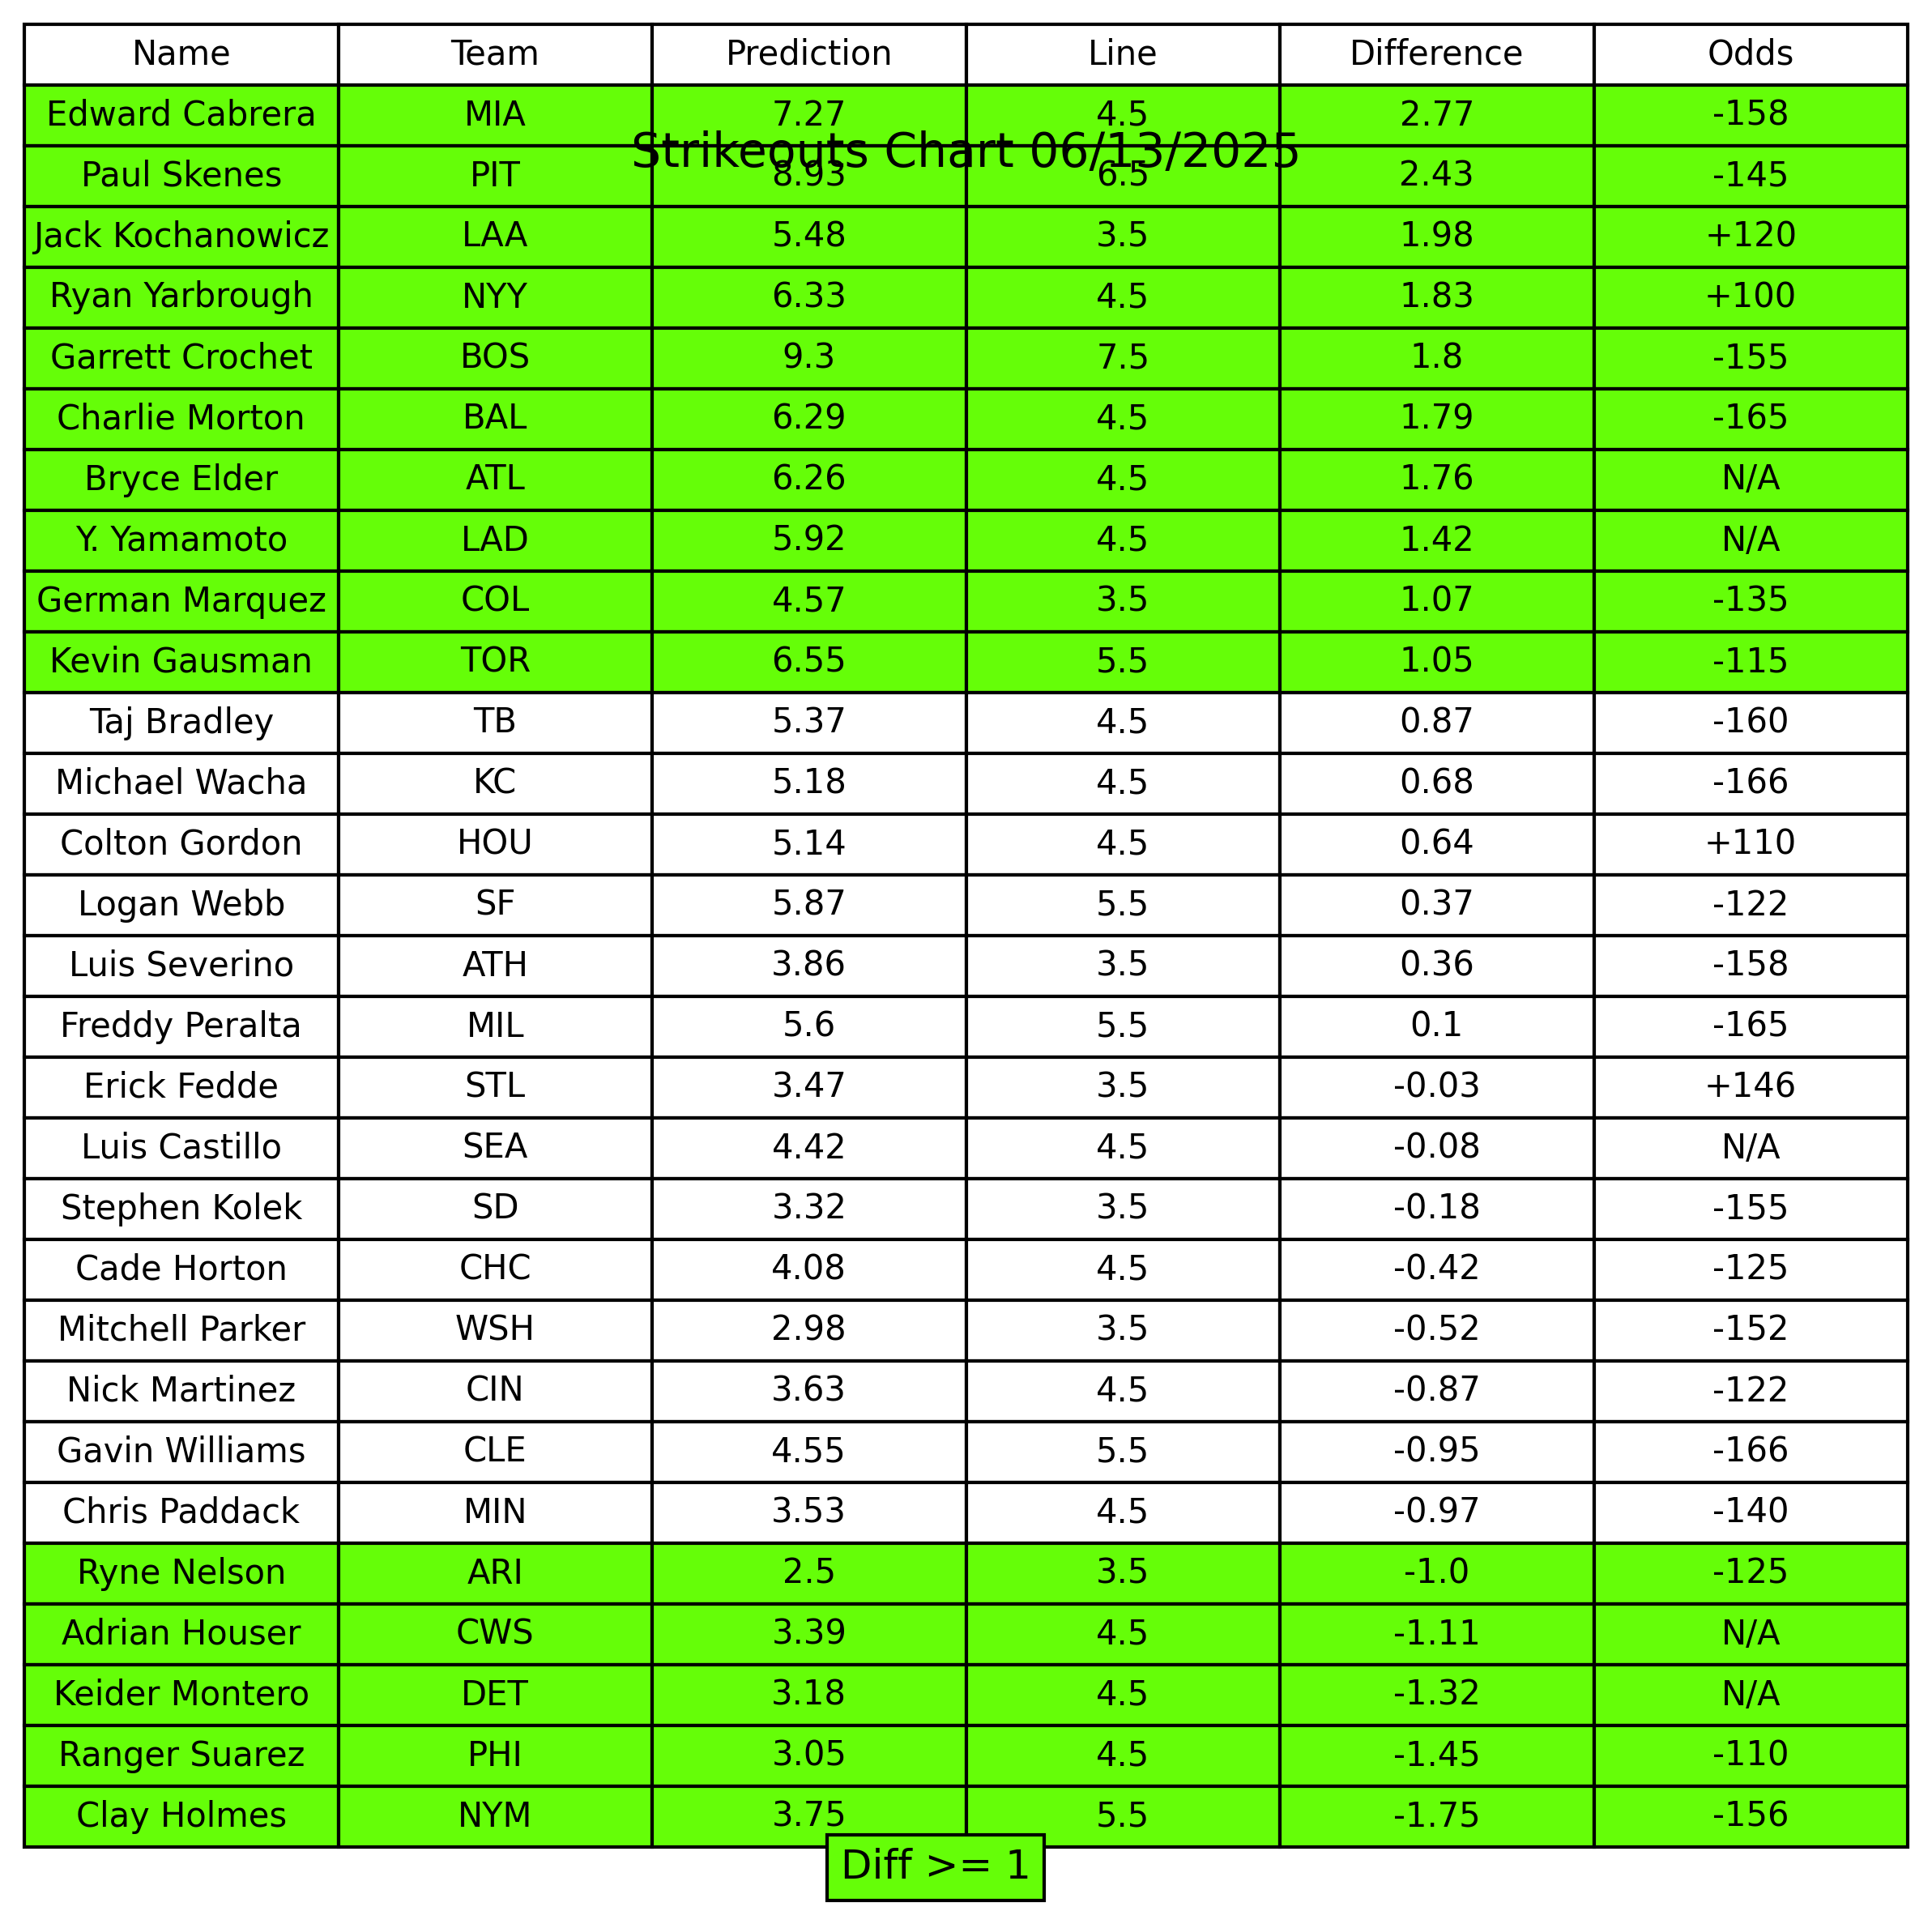 Name Team Prediction Line Difference Odds
Edward Cabrera MIA 7.27 4.5 2.77 -158
Strikeouts Chart 06/13/2025
Paul Skenes PIT 8.93 6.5 2.43 -145
Jack Kochanowicz LAA 5.48 3.5 1.98 +120
Ryan Yarbrough NYY 6.33 4.5 1.83 +100
Garrett Crochet BOS 9.3 7.5 1.8 -155
Charlie Morton BAL 6.29 4.5 1.79 -165
Bryce Elder ATL 6.26 4.5 1.76 N/A
Y. Yamamoto LAD 5.92 4.5 1.42 N/A
German Marquez COL 4.57 3.5 1.07 -135
Kevin Gausman TOR 6.55 5.5 1.05 -115
Taj Bradley TB 5.37 4.5 0.87 -160
Michael Wacha KC 5.18 4.5 0.68 -166
Colton Gordon HOU 5.14 4.5 0.64 +110
Logan Webb SF 5.87 5.5 0.37 -122
Luis Severino ATH 3.86 3.5 0.36 -158
Freddy Peralta MIL 5.6 5.5 0.1 -165
Erick Fedde STL 3.47 3.5 -0.03 +146
Luis Castillo SEA 4.42 4.5 -0.08 N/A
Stephen Kolek SD 3.32 3.5 -0.18 -155
Cade Horton CHC 4.08 4.5 -0.42 -125
Mitchell Parker WSH 2.98 3.5 -0.52 -152
Nick Martinez CIN 3.63 4.5 -0.87 -122
Gavin Williams CLE 4.55 5.5 -0.95 -166
Chris Paddack MIN 3.53 4.5 -0.97 -140
Ryne Nelson ARI 2.5 3.5 -1.0 -125
Adrian Houser CWS 3.39 4.5 -1.11 N/A
Keider Montero DET 3.18 4.5 -1.32 N/A
Ranger Suarez PHI 3.05 4.5 -1.45 -110
Clay Holmes NYM 3.75 5.5 -1.75 -156
Diff >= 1